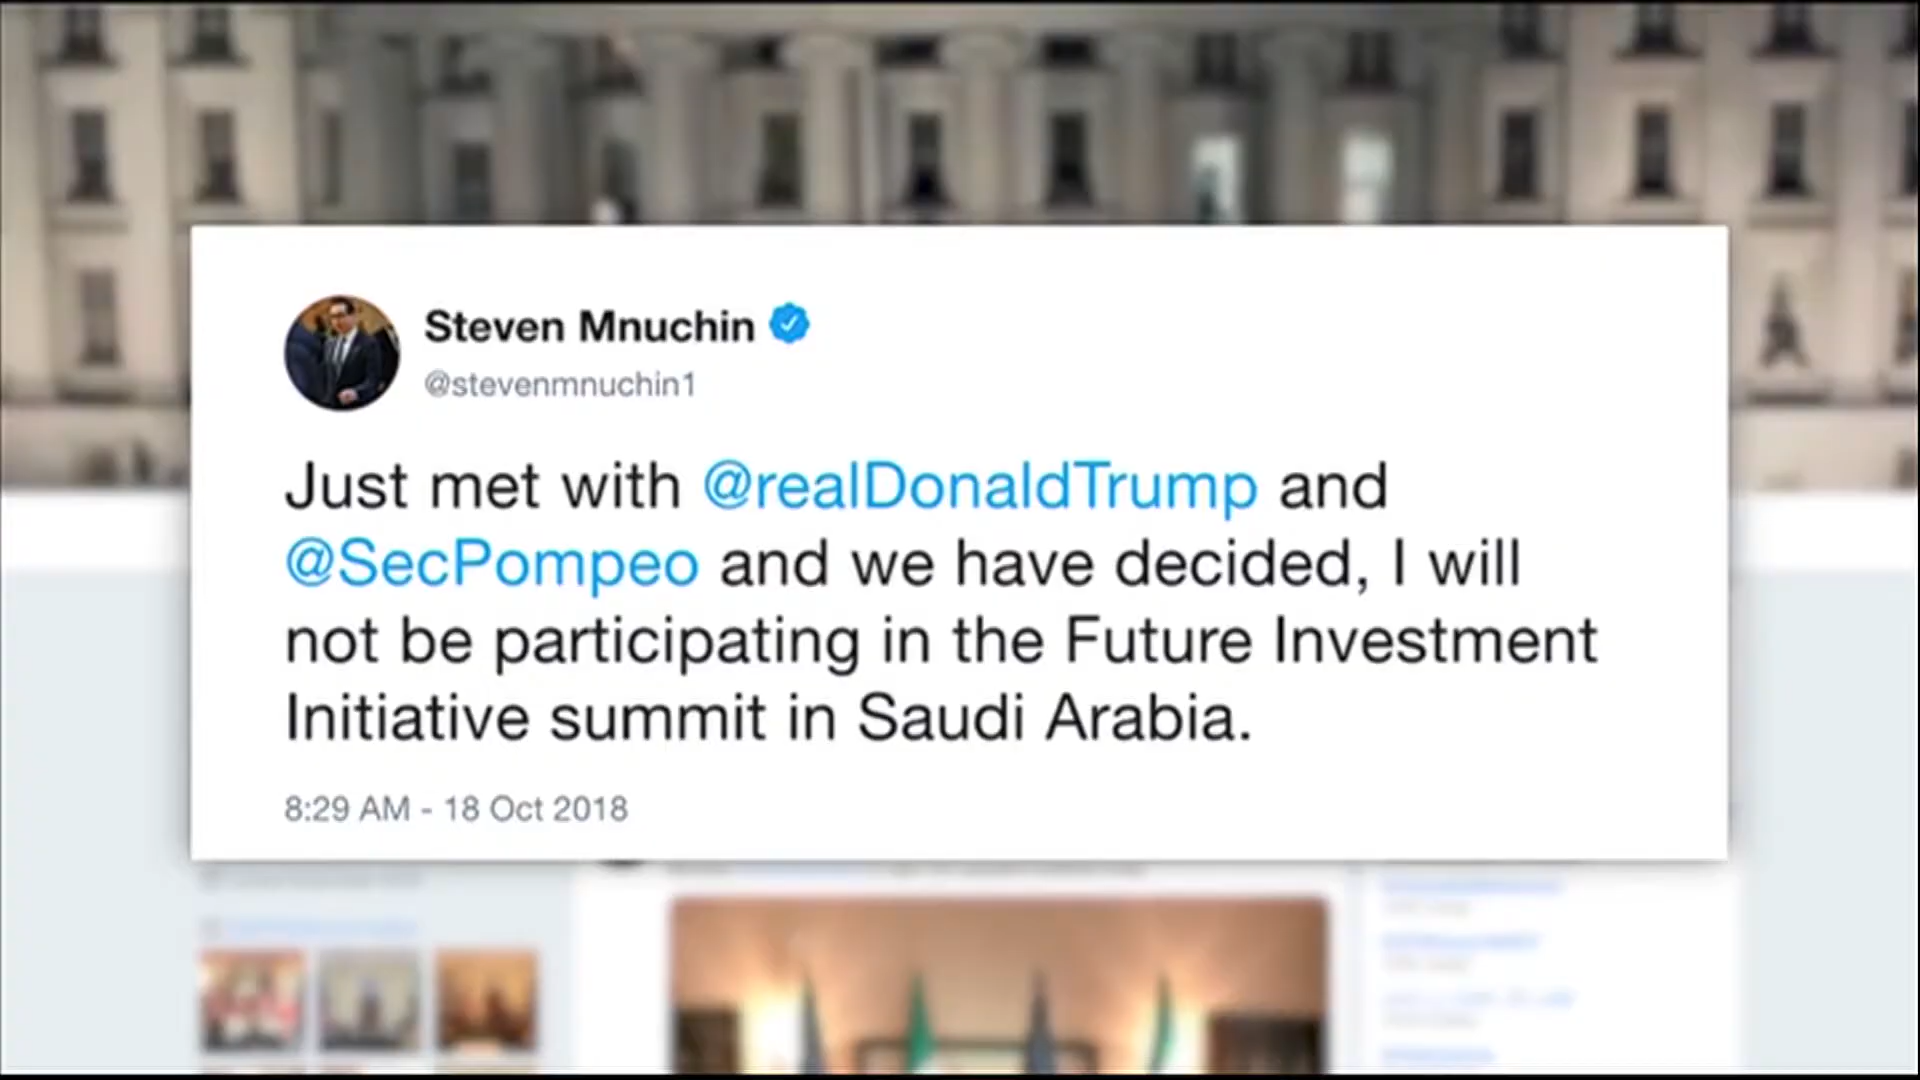 Steven Mnuchin
@stevenmnuchin1
Just met with @realDonaldTrump and
@SecPompeo and we have decided, I will
not be participating in the Future Investment
Initiative summit in Saudi Arabia.
8:29 AM - 18 Oct 2018